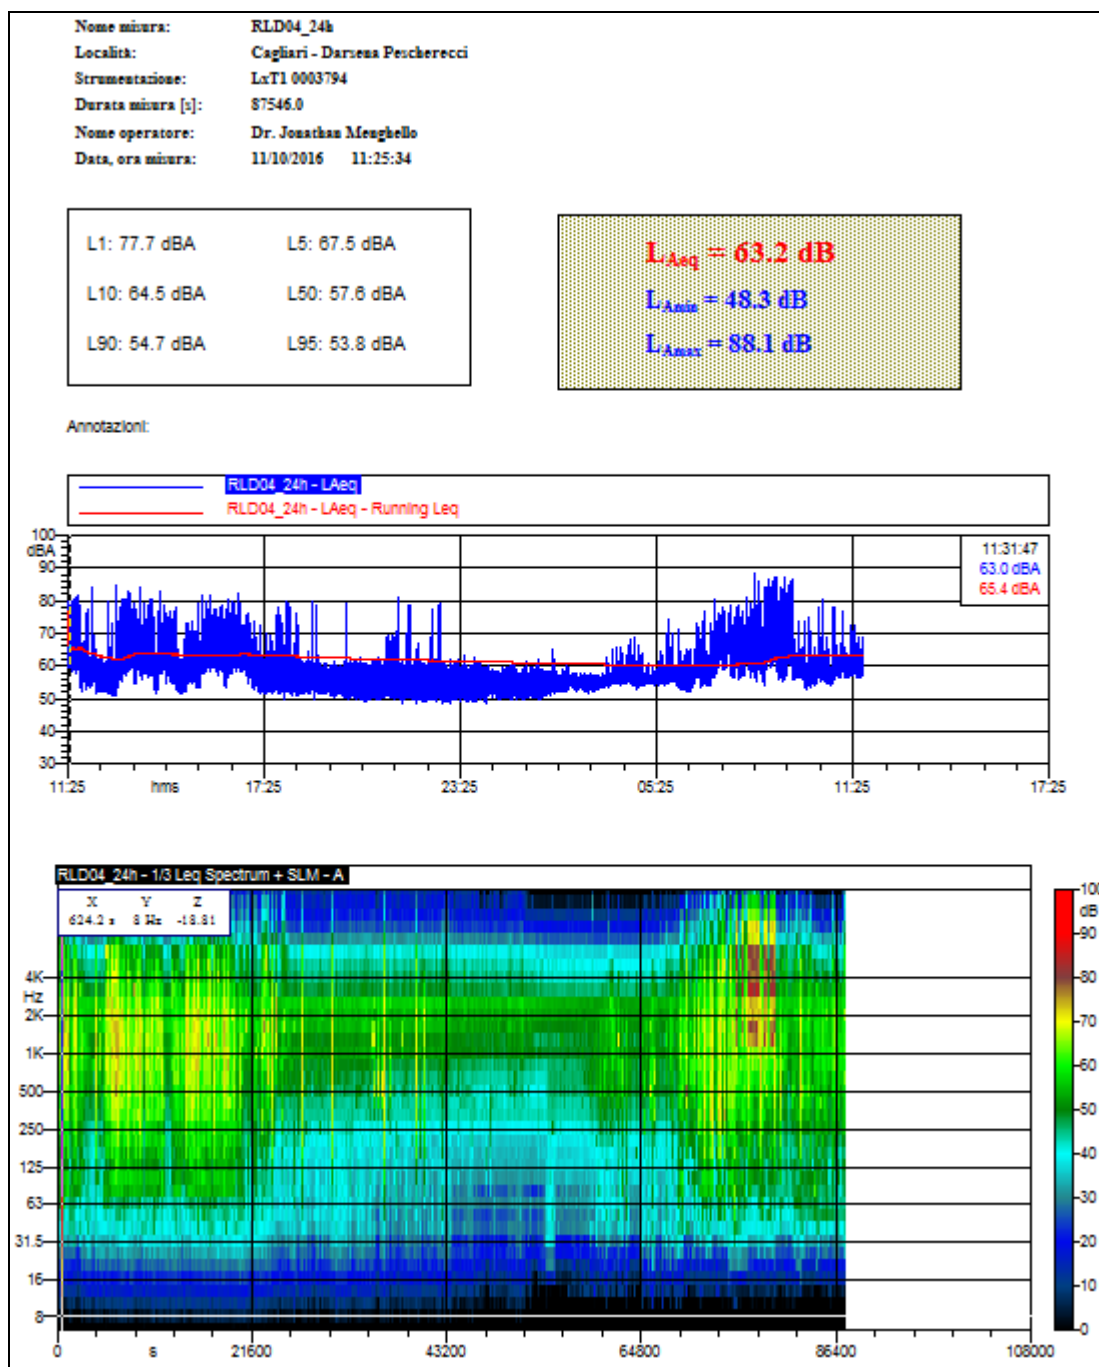 Nome misura: RLD04_24h
Località: Cagliari - Darsena Pescherecci
Strumentazione: LxT1 0003794
Durata misura [s]: 87546.0
Nome operatore: Dr. Jonathan Menghello
Data, ora misura: 11/10/2016 11:25:34
L1: 77.7 dBA L5: 67.5 dBA
L10: 64.5 dBA L50: 57.6 dBA
L90: 54.7 dBA L95: 53.8 dBA
LAeq = 63.2 dB
LAmin = 48.3 dB
LAmax = 88.1 dB
Annotazioni:
RLD04_24h - LAeq
RLD04_24h - LAeq - Running Leq
100
dBA
90
80
70
60
50
40
30
11:31:47
63.0 dBA
65.4 dBA
11:25 hms 17:25 23:25 05:25 11:25 17:25
RLD04_24h - 1/3 Leq Spectrum + SLM - A
X Y Z
624.2 s 8 Hz -18.81
4K
Hz
2K
1K
500
250
125
63
31.5
16
8
0 s 21600 43200 64800 86400 108000
100
dB
90
80
70
60
50
40
30
20
10
0